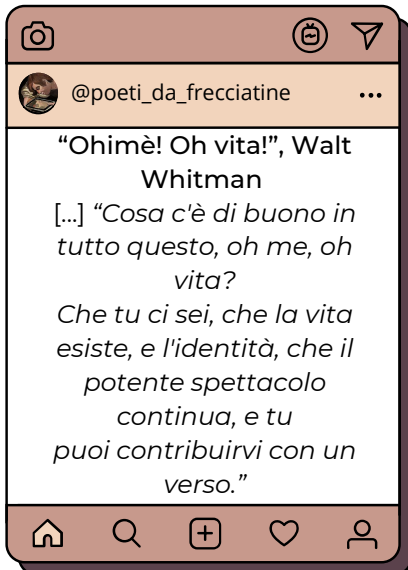 @poeti_da_frecciatine
“Ohimè! Oh vita!”, Walt
Whitman
[...] “Cosa c'è di buono in
tutto questo, oh me, oh
vita?
Che tu ci sei, che la vita
esiste, e l'identità, che il
potente spettacolo
continua, e tu
puoi contribuirvi con un
verso.”